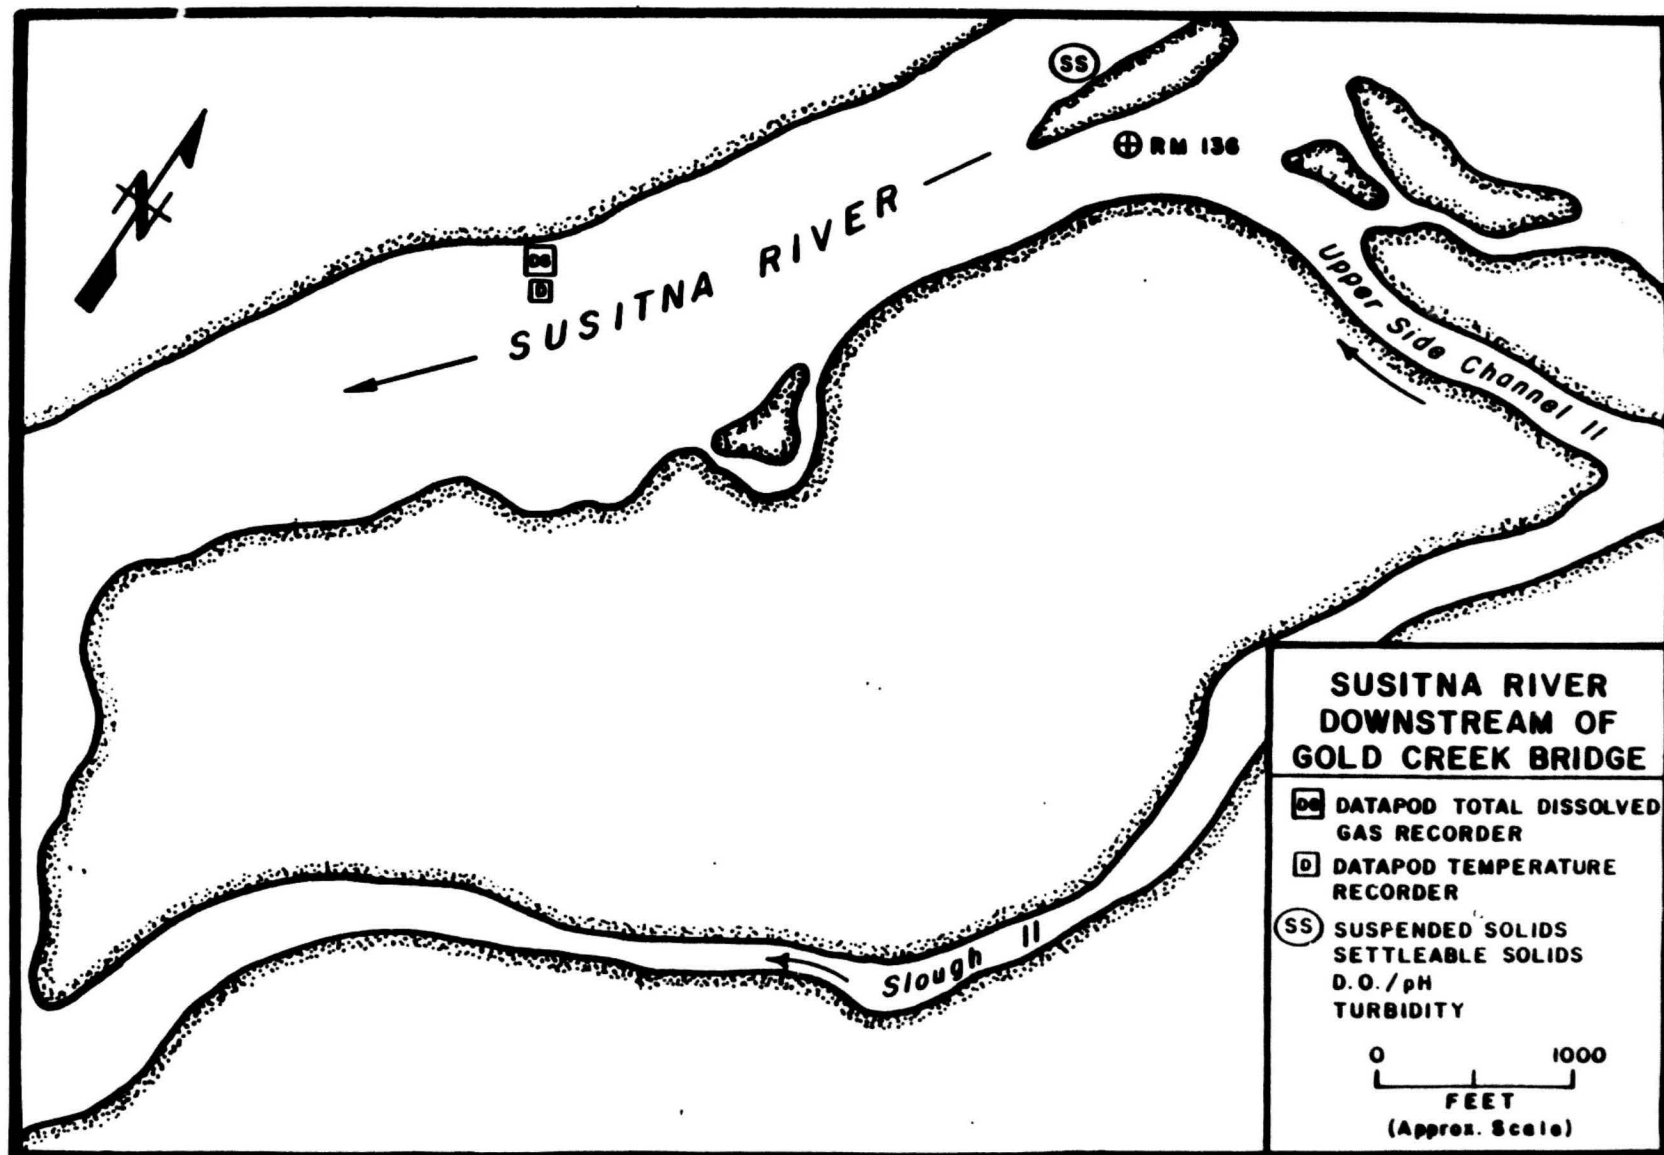 SS
RM 136
N
DG
D
SUSITNA RIVER
Upper Side Channel 11
Slough 11
SUSITNA RIVER
DOWNSTREAM OF
GOLD CREEK BRIDGE
DG DATAPOD TOTAL DISSOLVED
GAS RECORDER
D DATAPOD TEMPERATURE
RECORDER
SS SUSPENDED SOLIDS
SETTLEABLE SOLIDS
D.O./pH
TURBIDITY
0 1000
FEET
(Approx. Scale)